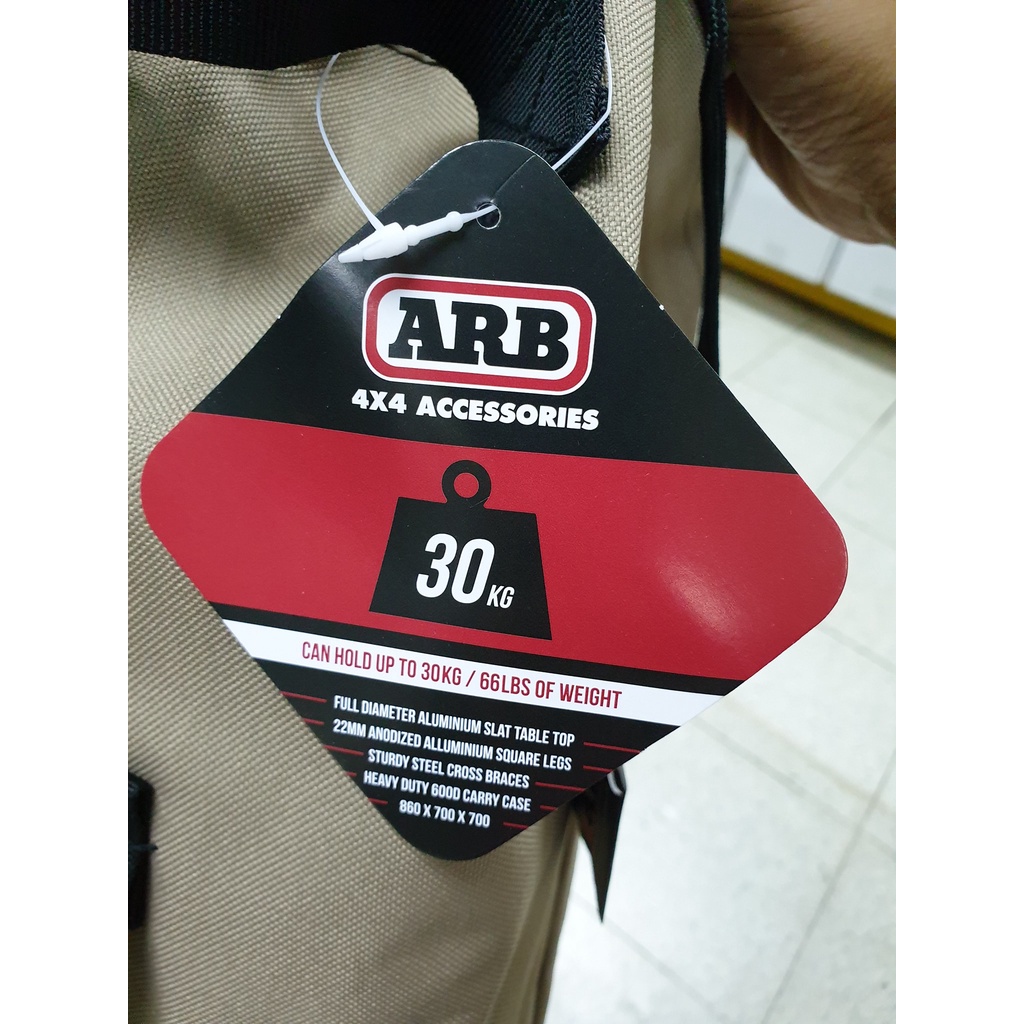 ARB
4X4 ACCESSORIES
30KG
CAN HOLD UP TO 30KG / 66LBS OF WEIGHT
FULL DIAMETER ALUMINIUM SLAT TABLE TOP
22MM ANODIZED ALLUMINIUM SQUARE LEGS
STURDY STEEL CROSS BRACES
HEAVY DUTY 600D CARRY CASE
860 X 700 X 700